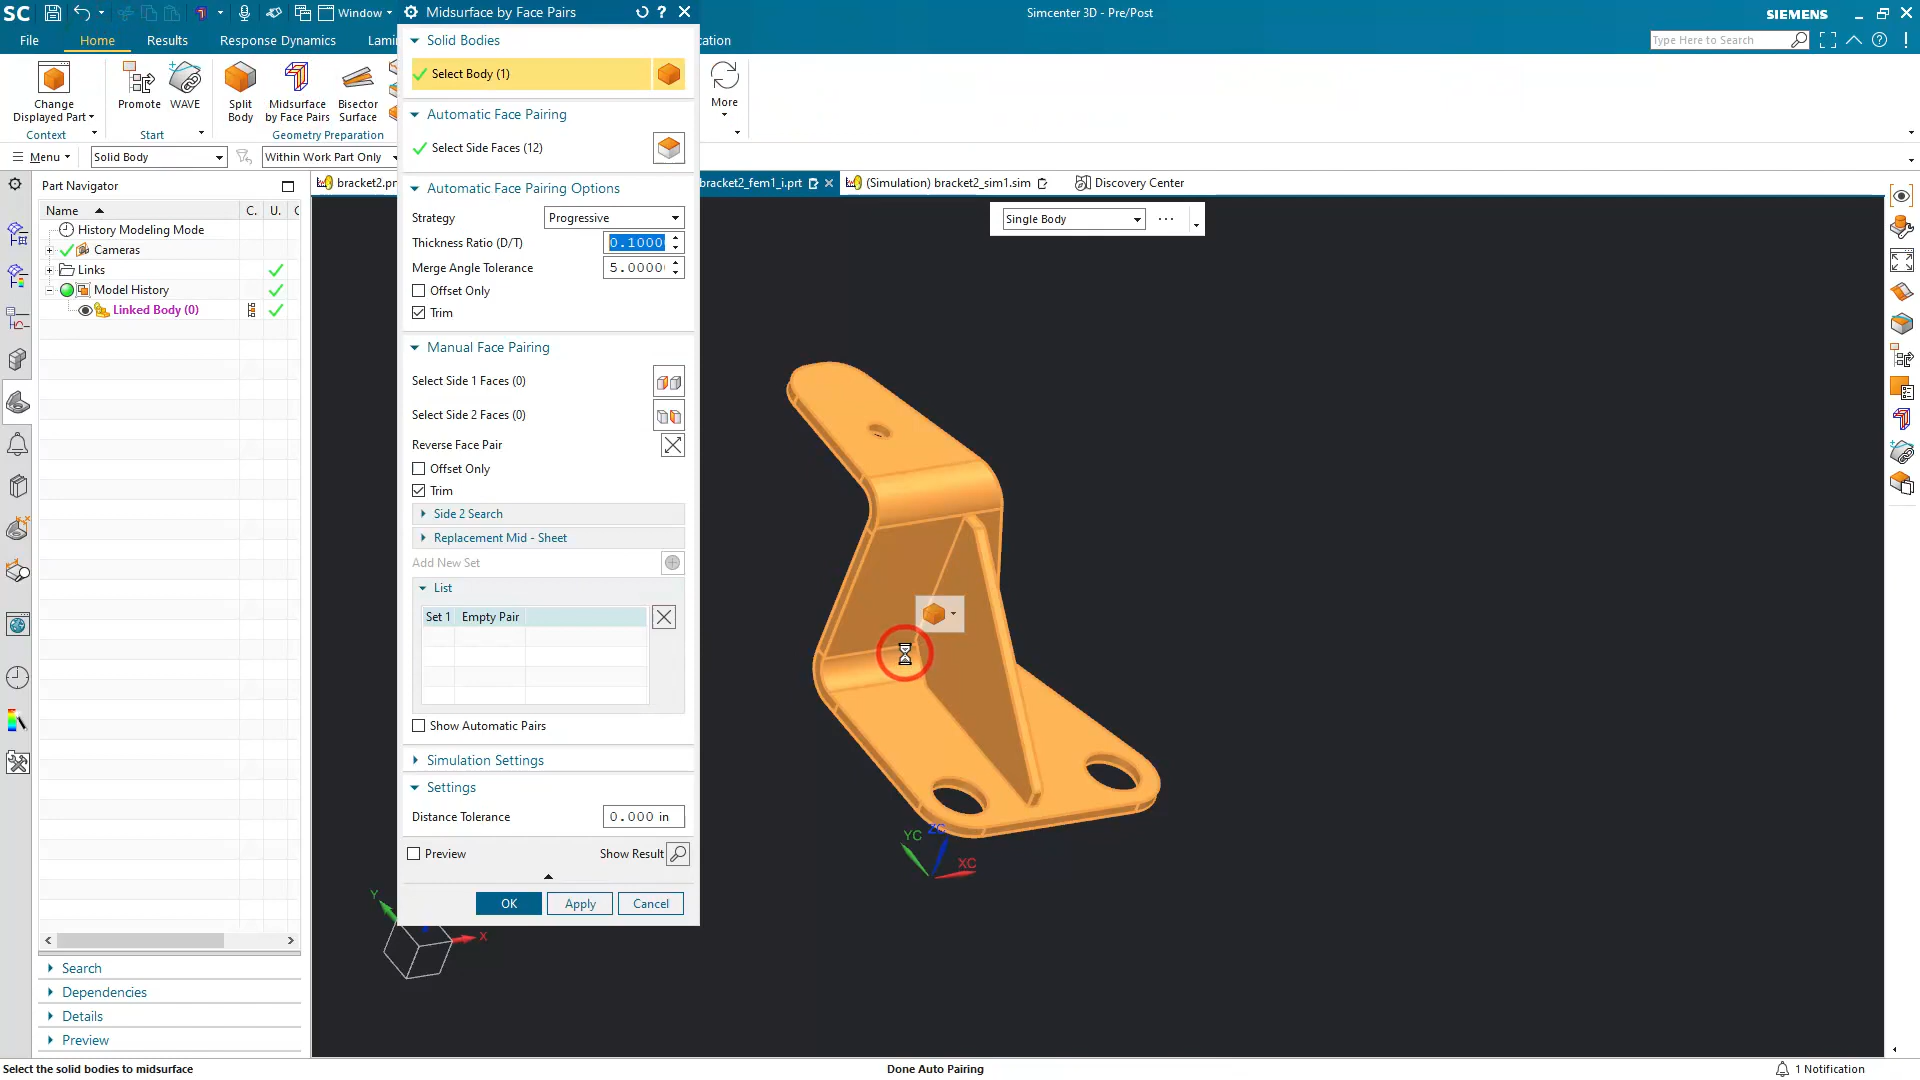 SC
Window
Midsurface by Face Pairs
Simcenter 3D - Pre/Post
SIEMENS
File
Home
Results
Response Dynamics
Lami
cation
Type Here to Search
Change Displayed Part
Context
Promote
WAVE
Start
Split Body
Midsurface by Face Pairs
Bisector Surface
Geometry Preparation
More
Menu
Solid Body
Within Work Part Only
Part Navigator
bracket2.pr
bracket2_fem1_i.prt
(Simulation) bracket2_sim1.sim
Discovery Center
Single Body
Name
C.
U.
C
History Modeling Mode
Cameras
Links
Model History
Linked Body (0)
Search
Dependencies
Details
Preview
Solid Bodies
Select Body (1)
Automatic Face Pairing
Select Side Faces (12)
Automatic Face Pairing Options
Strategy
Progressive
Thickness Ratio (D/T)
0.1000
Merge Angle Tolerance
5.0000
Offset Only
Trim
Manual Face Pairing
Select Side 1 Faces (0)
Select Side 2 Faces (0)
Reverse Face Pair
Offset Only
Trim
Side 2 Search
Replacement Mid - Sheet
Add New Set
List
Set 1 Empty Pair
Show Automatic Pairs
Simulation Settings
Settings
Distance Tolerance
0.000 in
Preview
Show Result
OK
Apply
Cancel
YC
ZC
XC
Y
X
Select the solid bodies to midsurface
Done Auto Pairing
1 Notification